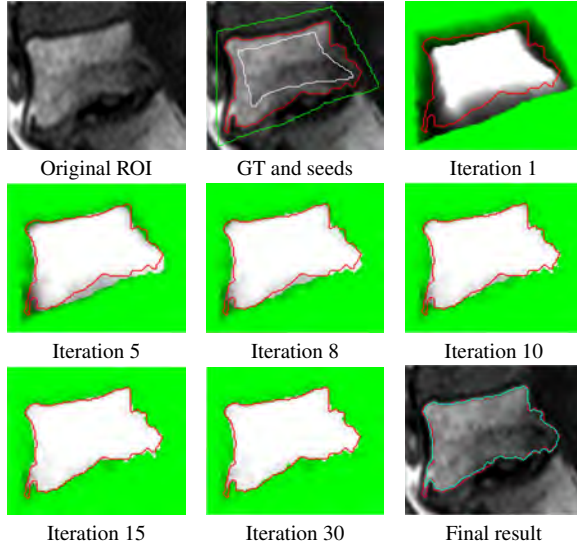 Original ROI
GT and seeds
Iteration 1
Iteration 5
Iteration 8
Iteration 10
Iteration 15
Iteration 30
Final result